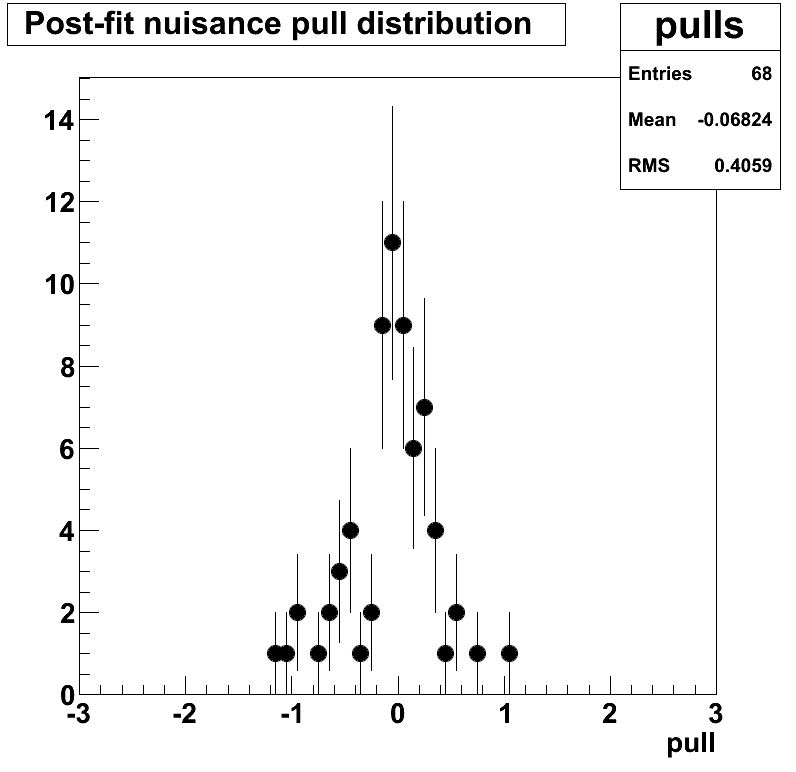 Post-fit nuisance pull distribution
pulls
Entries 68
Mean -0.06824
RMS 0.4059
14
12
10
8
6
4
2
0
-3 -2 -1 0 1 2 3
pull